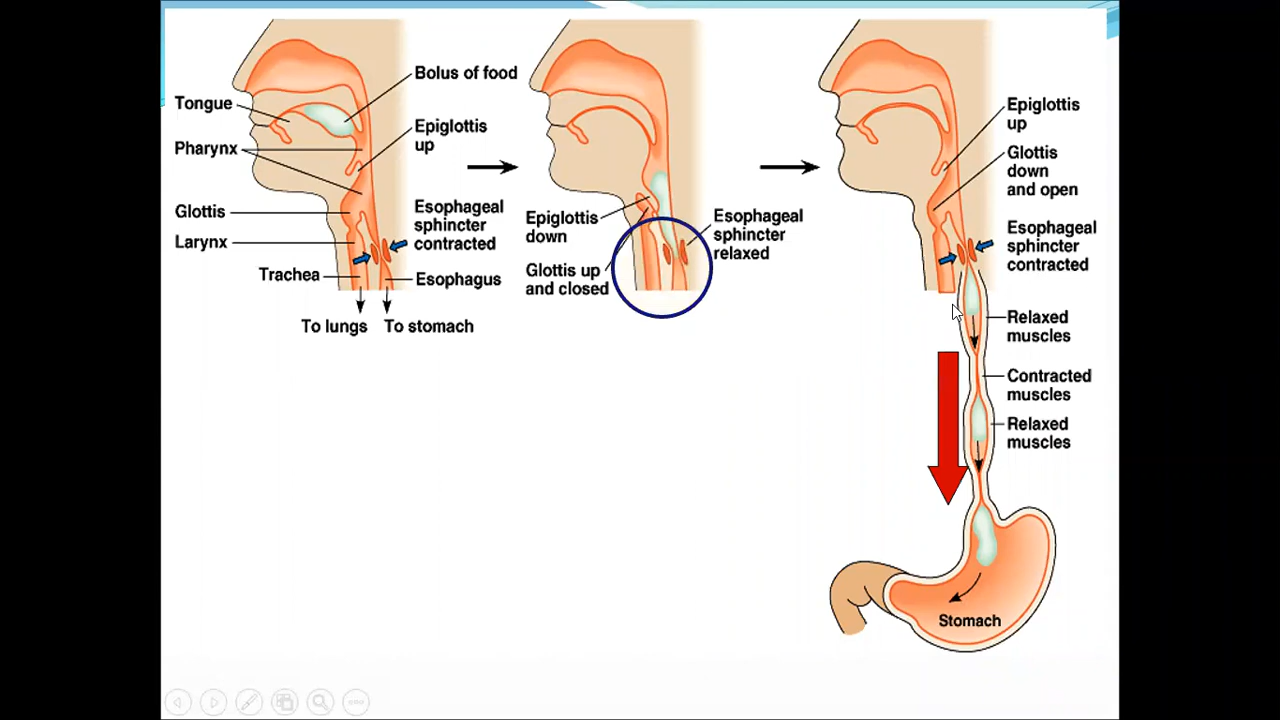 Bolus of food
Tongue
Epiglottis
up
Pharynx
Glottis
Esophageal
sphincter
contracted
Larynx
Trachea
Esophagus
To lungs
To stomach
Epiglottis
down
Glottis up
and closed
Esophageal
sphincter
relaxed
Epiglottis
up
Glottis
down
and open
Esophageal
sphincter
contracted
Relaxed
muscles
Contracted
muscles
Relaxed
muscles
Stomach